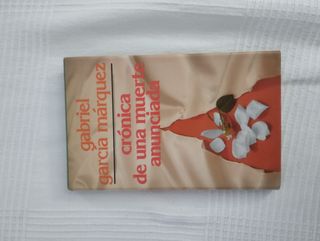 gabriel
garcía márquez
crónica
de una muerte
anunciada